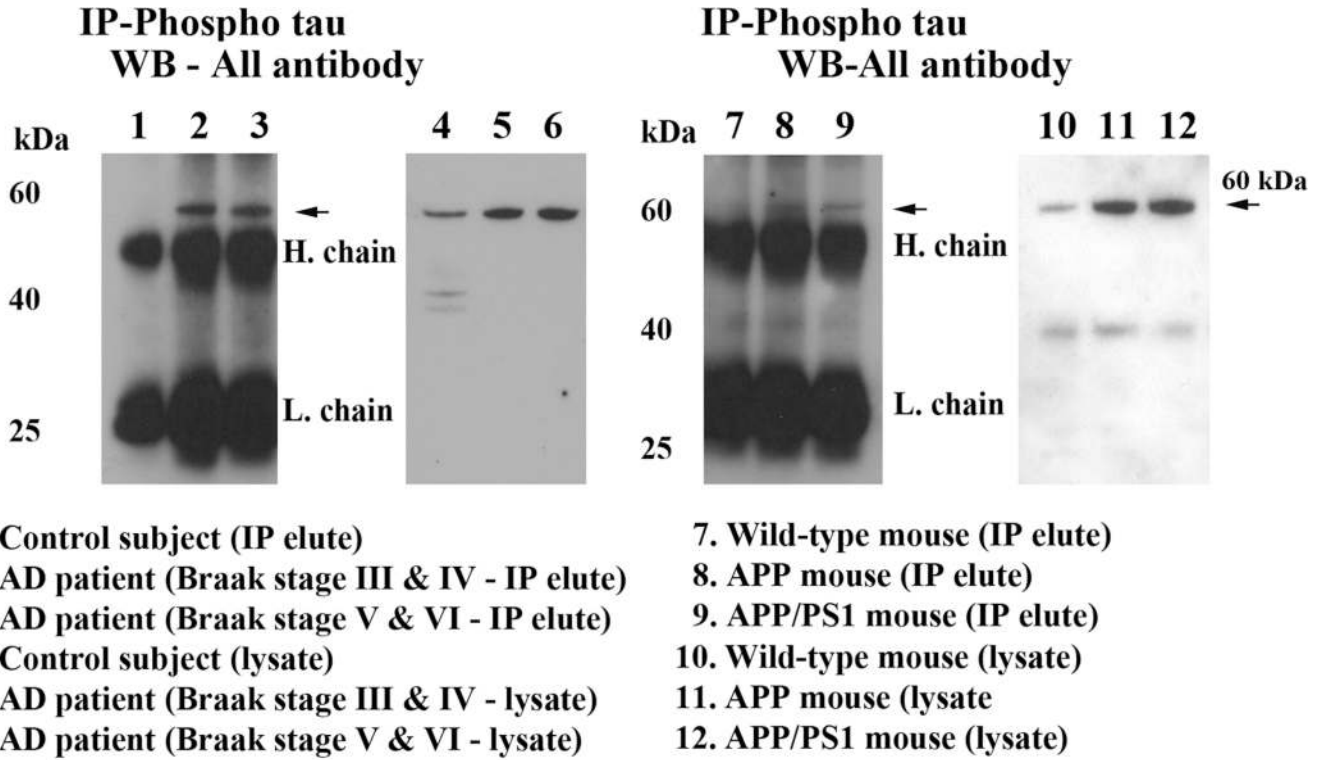 IP-Phospho tau
WB - All antibody
kDa
1 2 3
4 5 6
60
40
25
H. chain
L. chain
IP-Phospho tau
WB-All antibody
kDa
7 8 9
10 11 12
60
40
25
H. chain
L. chain
60 kDa
Control subject (IP elute)
AD patient (Braak stage III & IV - IP elute)
AD patient (Braak stage V & VI - IP elute)
Control subject (lysate)
AD patient (Braak stage III & IV - lysate)
AD patient (Braak stage V & VI - lysate)
7. Wild-type mouse (IP elute)
8. APP mouse (IP elute)
9. APP/PS1 mouse (IP elute)
10. Wild-type mouse (lysate)
11. APP mouse (lysate
12. APP/PS1 mouse (lysate)